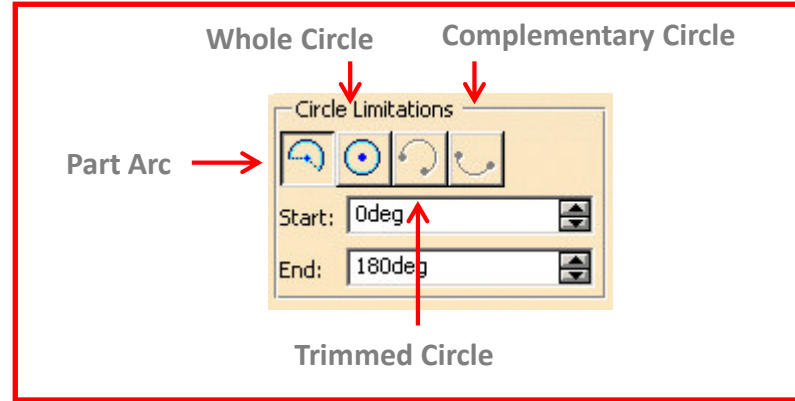 Whole Circle
Complementary Circle
Circle Limitations
Part Arc
Start: 0deg
End: 180deg
Trimmed Circle